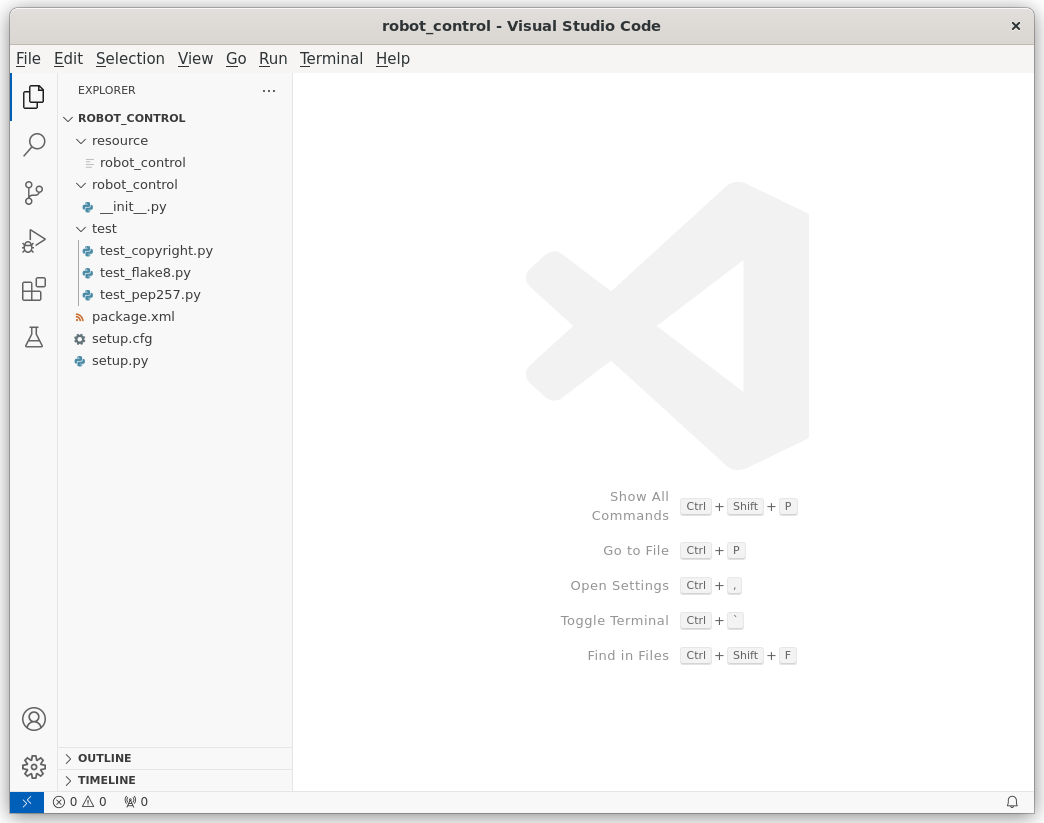 robot_control - Visual Studio Code
File Edit Selection View Go Run Terminal Help
EXPLORER
ROBOT_CONTROL
resource
robot_control
robot_control
__init__.py
test
test_copyright.py
test_flake8.py
test_pep257.py
package.xml
setup.cfg
setup.py
Show All
Commands
Ctrl + Shift + P
Go to File Ctrl + P
Open Settings Ctrl + ,
Toggle Terminal Ctrl + `
Find in Files Ctrl + Shift + F
OUTLINE
TIMELINE
0 0 0